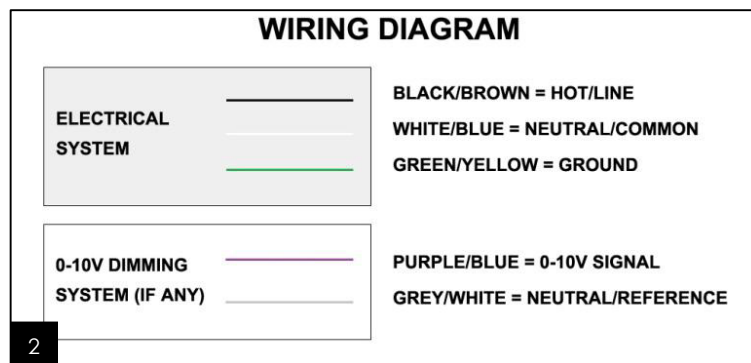 WIRING DIAGRAM
ELECTRICAL
SYSTEM
BLACK/BROWN = HOT/LINE
WHITE/BLUE = NEUTRAL/COMMON
GREEN/YELLOW = GROUND
0-10V DIMMING
SYSTEM (IF ANY)
PURPLE/BLUE = 0-10V SIGNAL
GREY/WHITE = NEUTRAL/REFERENCE
2